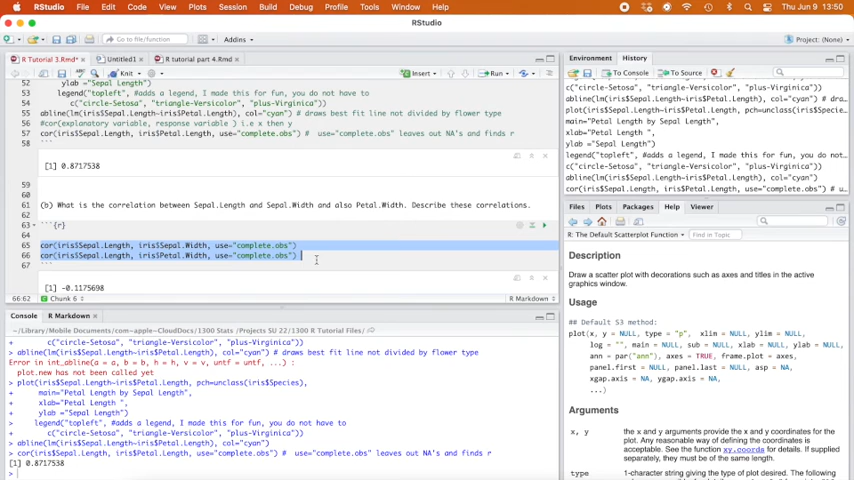 RStudio File Edit Code View Plots Session Build Debug Profile Tools Window Help Thu Jun 9 13:50
RStudio
Go to file/function Addins Project: (None)
R Tutorial 3.Rmd* Untitled1* R tutorial part 4.Rmd
Knit Insert Run
52 ylab ="Sepal Length")
53 legend("topleft", #adds a legend, I made this for fun, you do not have to
54 c("circle-Setosa", "triangle-Versicolor", "plus-Virginica"))
55 abline(lm(iris$Sepal.Length~iris$Petal.Length), col="cyan") # draws best fit line not divided by flower type
56 #cor(explanatory variable, response variable ) i.e x then y
57 cor(iris$Sepal.Length, iris$Petal.Length, use="complete.obs") # use="complete.obs" leaves out NA's and finds r
[1] 0.8717538
59
60
61 (b) What is the correlation between Sepal.Length and Sepal.Width and also Petal.Width. Describe these correlations.
62
63 ```{r}
64
65 cor(iris$Sepal.Length, iris$Sepal.Width, use="complete.obs")
66 cor(iris$Sepal.Length, iris$Petal.Width, use="complete.obs")
67 ```
[1] -0.1175698
66:62 Chunk 6 R Markdown
Console R Markdown
~/Library/Mobile Documents/com~apple~CloudDocs/1300 Stats /Projects SU 22/R Tutorial Files/
+ c("circle-Setosa", "triangle-Versicolor", "plus-Virginica"))
> abline(lm(iris$Sepal.Length~iris$Petal.Length), col="cyan") # draws best fit line not divided by flower type
Error in int_abline(a = a, b = b, h = h, v = v, untf = untf, ...) :
plot.new has not been called yet
> plot(iris$Sepal.Length~iris$Petal.Length, pch=unclass(iris$Species),
+ main="Petal Length by Sepal Length",
+ xlab="Petal Length ",
+ ylab ="Sepal Length")
+ legend("topleft", #adds a legend, I made this for fun, you do not have to
+ c("circle-Setosa", "triangle-Versicolor", "plus-Virginica"))
> abline(lm(iris$Sepal.Length~iris$Petal.Length), col="cyan")
> cor(iris$Sepal.Length, iris$Petal.Length, use="complete.obs") # use="complete.obs" leaves out NA's and finds r
[1] 0.8717538
>
Environment History
To Console To Source
abline(lm(iris$Sepal.Length~iris$Petal.Length), col="cyan") # draw…
plot(iris$Sepal.Length~iris$Petal.Length, pch=unclass(iris$Specie…
main="Petal Length by Sepal Length",
xlab="Petal Length ",
ylab ="Sepal Length")
legend("topleft", #adds a legend, I made this for fun, you do not…
c("circle-Setosa", "triangle-Versicolor", "plus-Virginica"))
abline(lm(iris$Sepal.Length~iris$Petal.Length), col="cyan")
Files Plots Packages Help Viewer
R: The Default Scatterplot Function Find in Topic
Description
Draw a scatter plot with decorations such as axes and titles in the active
graphics window.
Usage
## Default S3 method:
plot(x, y = NULL, type = "p", xlim = NULL, ylim = NULL,
log = "", main = NULL, sub = NULL, xlab = NULL, ylab = NULL,
ann = par("ann"), axes = TRUE, frame.plot = axes,
panel.first = NULL, panel.last = NULL, asp = NA,
xgap.axis = NA, ygap.axis = NA,
...)
Arguments
x, y the x and y arguments provide the x and y coordinates for the
plot. Any reasonable way of defining the coordinates is
acceptable. See the function xy.coords for details. If supplied
separately, they must be of the same length.
type 1-character string giving the type of plot desired. The following